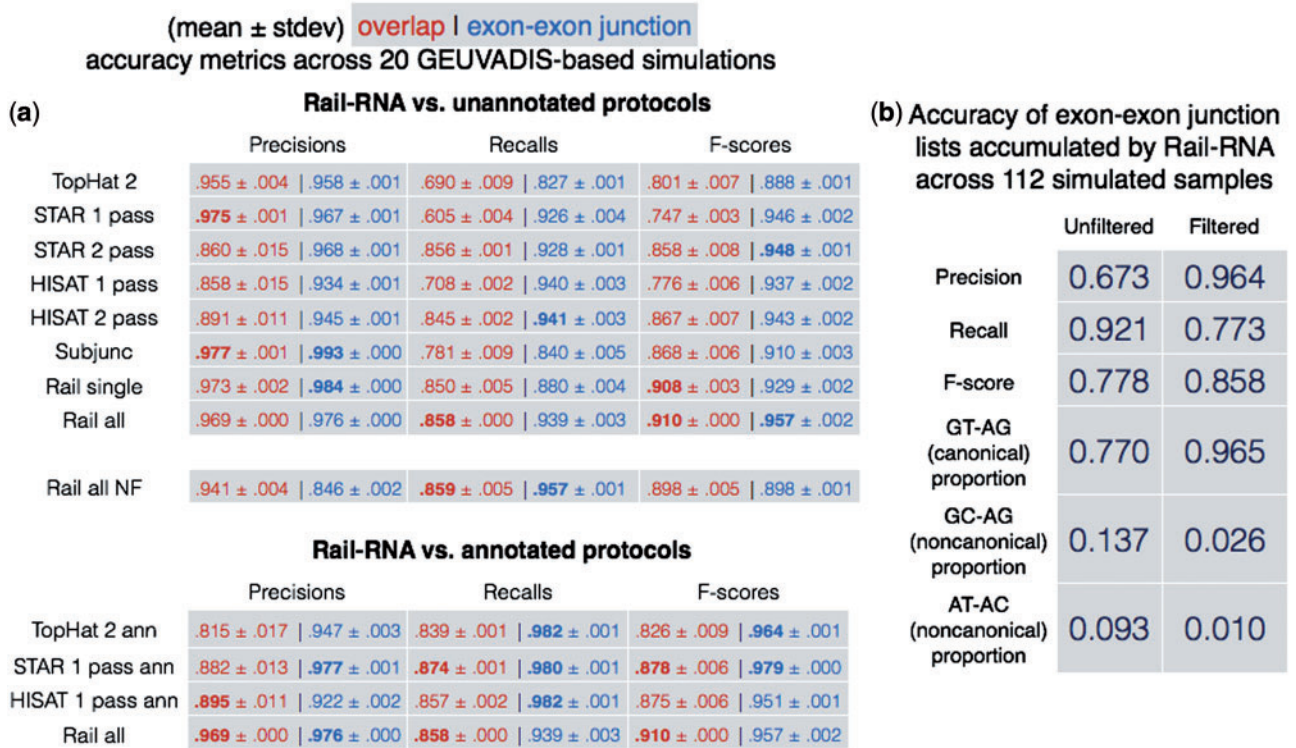 (mean ± stdev) overlap | exon-exon junction
accuracy metrics across 20 GEUVADIS-based simulations
(a)
Rail-RNA vs. unannotated protocols
Precisions Recalls F-scores
TopHat 2 .955 ± .004 | .958 ± .001 .690 ± .009 | .827 ± .001 .801 ± .007 | .888 ± .001
STAR 1 pass .975 ± .001 | .967 ± .001 .605 ± .004 | .926 ± .004 .747 ± .003 | .946 ± .002
STAR 2 pass .860 ± .015 | .968 ± .001 .856 ± .001 | .928 ± .001 .858 ± .008 | .948 ± .001
HISAT 1 pass .858 ± .015 | .934 ± .001 .708 ± .002 | .940 ± .003 .776 ± .006 | .937 ± .002
HISAT 2 pass .891 ± .011 | .945 ± .001 .845 ± .002 | .941 ± .003 .867 ± .007 | .943 ± .002
Subjunc .977 ± .001 | .993 ± .000 .781 ± .009 | .840 ± .005 .868 ± .006 | .910 ± .003
Rail single .973 ± .002 | .984 ± .000 .850 ± .005 | .880 ± .004 .908 ± .003 | .929 ± .002
Rail all .969 ± .000 | .976 ± .000 .858 ± .000 | .939 ± .003 .910 ± .000 | .957 ± .002
Rail all NF .941 ± .004 | .846 ± .002 .859 ± .005 | .957 ± .001 .898 ± .005 | .898 ± .001
Rail-RNA vs. annotated protocols
Precisions Recalls F-scores
TopHat 2 ann .815 ± .017 | .947 ± .003 .839 ± .001 | .982 ± .001 .826 ± .009 | .964 ± .001
STAR 1 pass ann .882 ± .013 | .977 ± .001 .874 ± .001 | .980 ± .001 .878 ± .006 | .979 ± .000
HISAT 1 pass ann .895 ± .011 | .922 ± .002 .857 ± .002 | .982 ± .001 .875 ± .006 | .951 ± .001
Rail all .969 ± .000 | .976 ± .000 .858 ± .000 | .939 ± .003 .910 ± .000 | .957 ± .002
(b) Accuracy of exon-exon junction
lists accumulated by Rail-RNA
across 112 simulated samples
Unfiltered Filtered
Precision 0.673 0.964
Recall 0.921 0.773
F-score 0.778 0.858
GT-AG
(canonical) 0.770 0.965
proportion
GC-AG
(noncanonical) 0.137 0.026
proportion
AT-AC
(noncanonical) 0.093 0.010
proportion